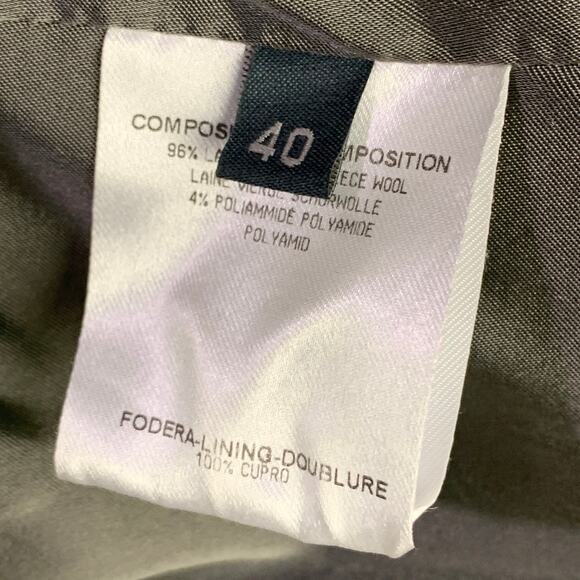 40
COMPOS MPOSITION
96% LA ECE WOOL
LAINE VIERGE SCHURWOLLE
4% POLIAMMIDE POLYAMIDE
POLYAMID
FODERA-LINING-DOUBLURE
100% CUPRO